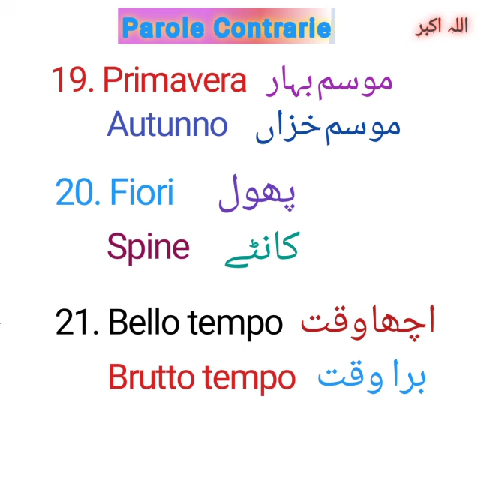 Parole Contrarie
اللہ اکبر
19. Primavera موسم بہار
Autunno موسم خزاں
20. Fiori پھول
Spine کانٹے
21. Bello tempo اچھا وقت
Brutto tempo برا وقت